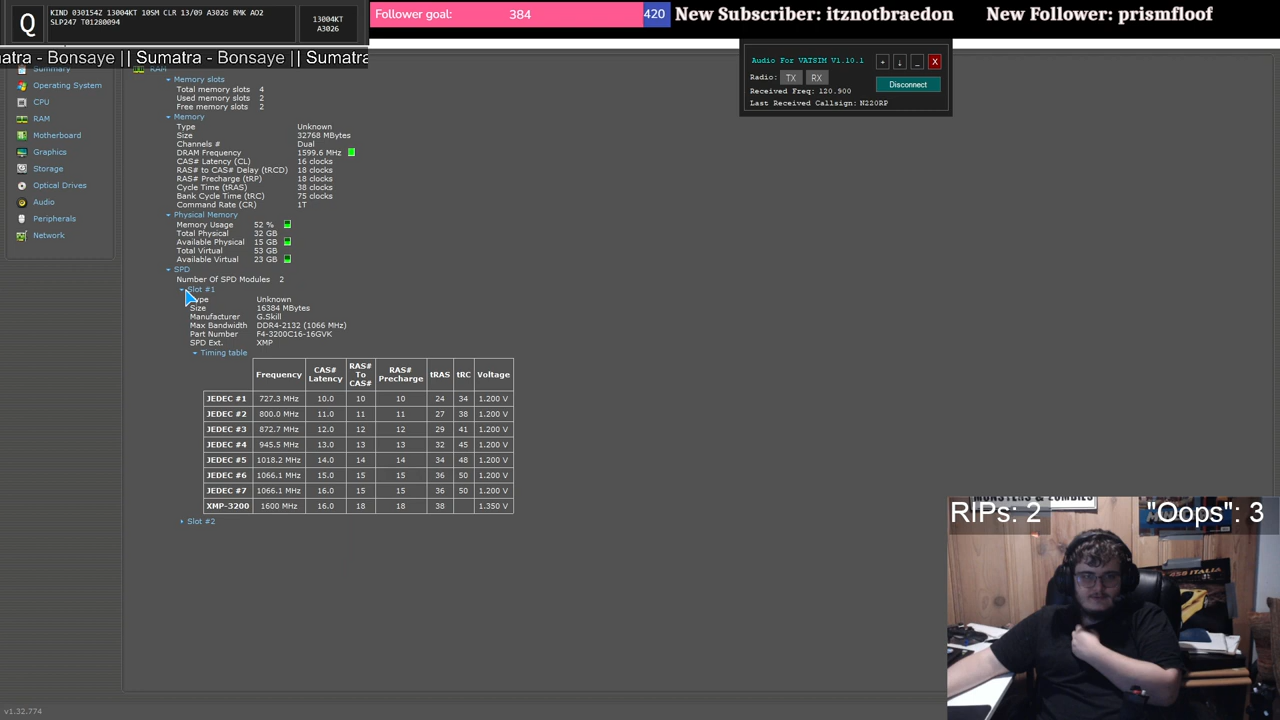 Q
KIND 030154Z 13004KT 10SM CLR 13/09 A3026 RMK AO2
SLP247 T01280094
13004KT
A3026
Follower goal:
384
420
New Subscriber: itznotbraedon
New Follower: prismfloof
matra - Bonsaye || Sumatra - Bonsaye || Sumatra
Audio For VATSIM V1.10.1
+
↓
_
X
Radio:
TX
RX
Disconnect
Received Freq: 120.900
Last Received Callsign: N220RP
Summary
Operating System
CPU
RAM
Motherboard
Graphics
Storage
Optical Drives
Audio
Peripherals
Network
RAM
Memory slots
Total memory slots 4
Used memory slots 2
Free memory slots 2
Memory
Type Unknown
Size 32768 MBytes
Channels # Dual
DRAM Frequency 1599.6 MHz
CAS# Latency (CL) 16 clocks
RAS# to CAS# Delay (tRCD) 18 clocks
RAS# Precharge (tRP) 18 clocks
Cycle Time (tRAS) 38 clocks
Bank Cycle Time (tRC) 75 clocks
Command Rate (CR) 1T
Physical Memory
Memory Usage 52 %
Total Physical 32 GB
Available Physical 15 GB
Total Virtual 53 GB
Available Virtual 23 GB
SPD
Number Of SPD Modules 2
Slot #1
ype Unknown
Size 16384 MBytes
Manufacturer G.Skill
Max Bandwidth DDR4-2132 (1066 MHz)
Part Number F4-3200C16-16GVK
SPD Ext. XMP
Timing table
Frequency CAS# Latency RAS# To CAS# RAS# Precharge tRAS tRC Voltage
JEDEC #1 727.3 MHz 10.0 10 10 24 34 1.200 V
JEDEC #2 800.0 MHz 11.0 11 11 27 38 1.200 V
JEDEC #3 872.7 MHz 12.0 12 12 29 41 1.200 V
JEDEC #4 945.5 MHz 13.0 13 13 32 45 1.200 V
JEDEC #5 1018.2 MHz 14.0 14 14 34 48 1.200 V
JEDEC #6 1066.1 MHz 15.0 15 15 36 50 1.200 V
JEDEC #7 1066.1 MHz 16.0 15 15 36 50 1.200 V
XMP-3200 1600 MHz 16.0 18 18 38 1.350 V
Slot #2
MONSTERS & ZOMBIES
RIPs: 2
"Oops": 3
458 ITALIA
v1.32.774